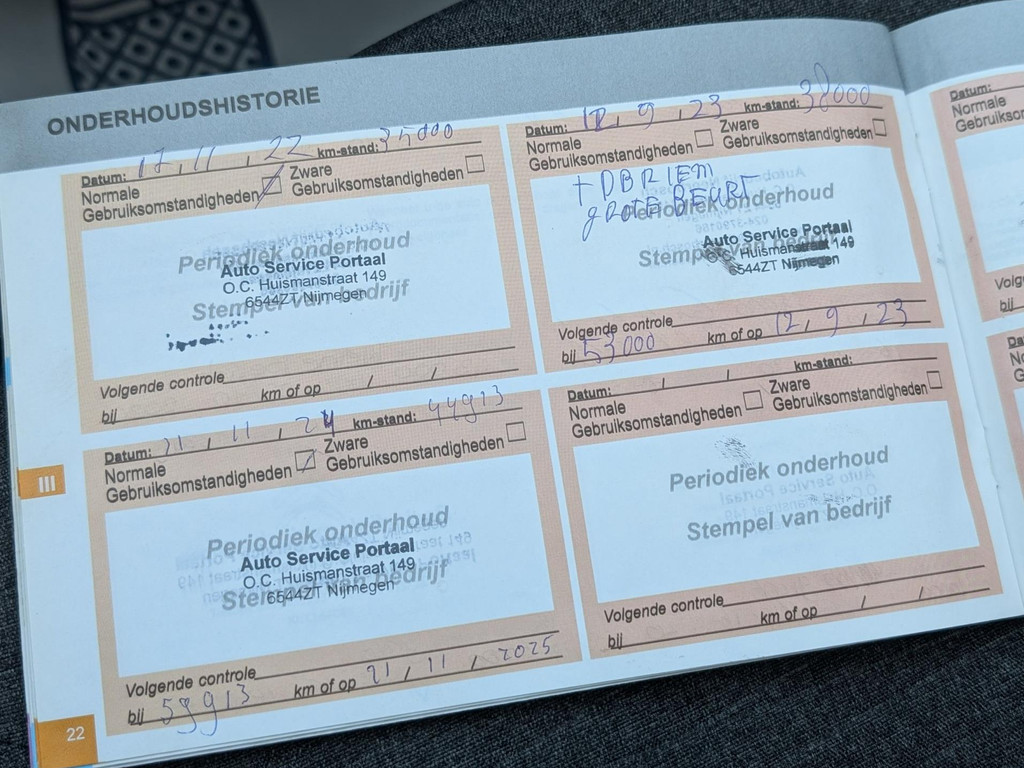 ONDERHOUDSHISTORIE
Datum: 17, 11, 22 km-stand: 35000
Normale
Gebruiksomstandigheden
Zware
Gebruiksomstandigheden
Periodiek onderhoud
Auto Service Portaal
O.C. Huismanstraat 149
6544ZT Nijmegen
Stempel van bedrijf
Volgende controle
bij km of op / /
Datum: 12, 9, 23 km-stand: 38000
Normale
Gebruiksomstandigheden
Zware
Gebruiksomstandigheden
+ DBRIEM
gROTE BEURT
Periodiek onderhoud
Auto Service Portaal
O.C. Huismanstraat 149
6544ZT Nijmegen
Stempel van bedrijf
Volgende controle
bij 53000 km of op 12, 9, 23
Datum: 21, 11, 24 km-stand: 44913
Normale
Gebruiksomstandigheden
Zware
Gebruiksomstandigheden
Periodiek onderhoud
Auto Service Portaal
O.C. Huismanstraat 149
6544ZT Nijmegen
Stempel van bedrijf
Volgende controle
bij 59913 km of op 21, 11, 2025
Datum: / / km-stand:
Normale
Gebruiksomstandigheden
Zware
Gebruiksomstandigheden
Periodiek onderhoud
Stempel van bedrijf
Volgende controle
bij km of op / /
III
22
Datum:
Normale